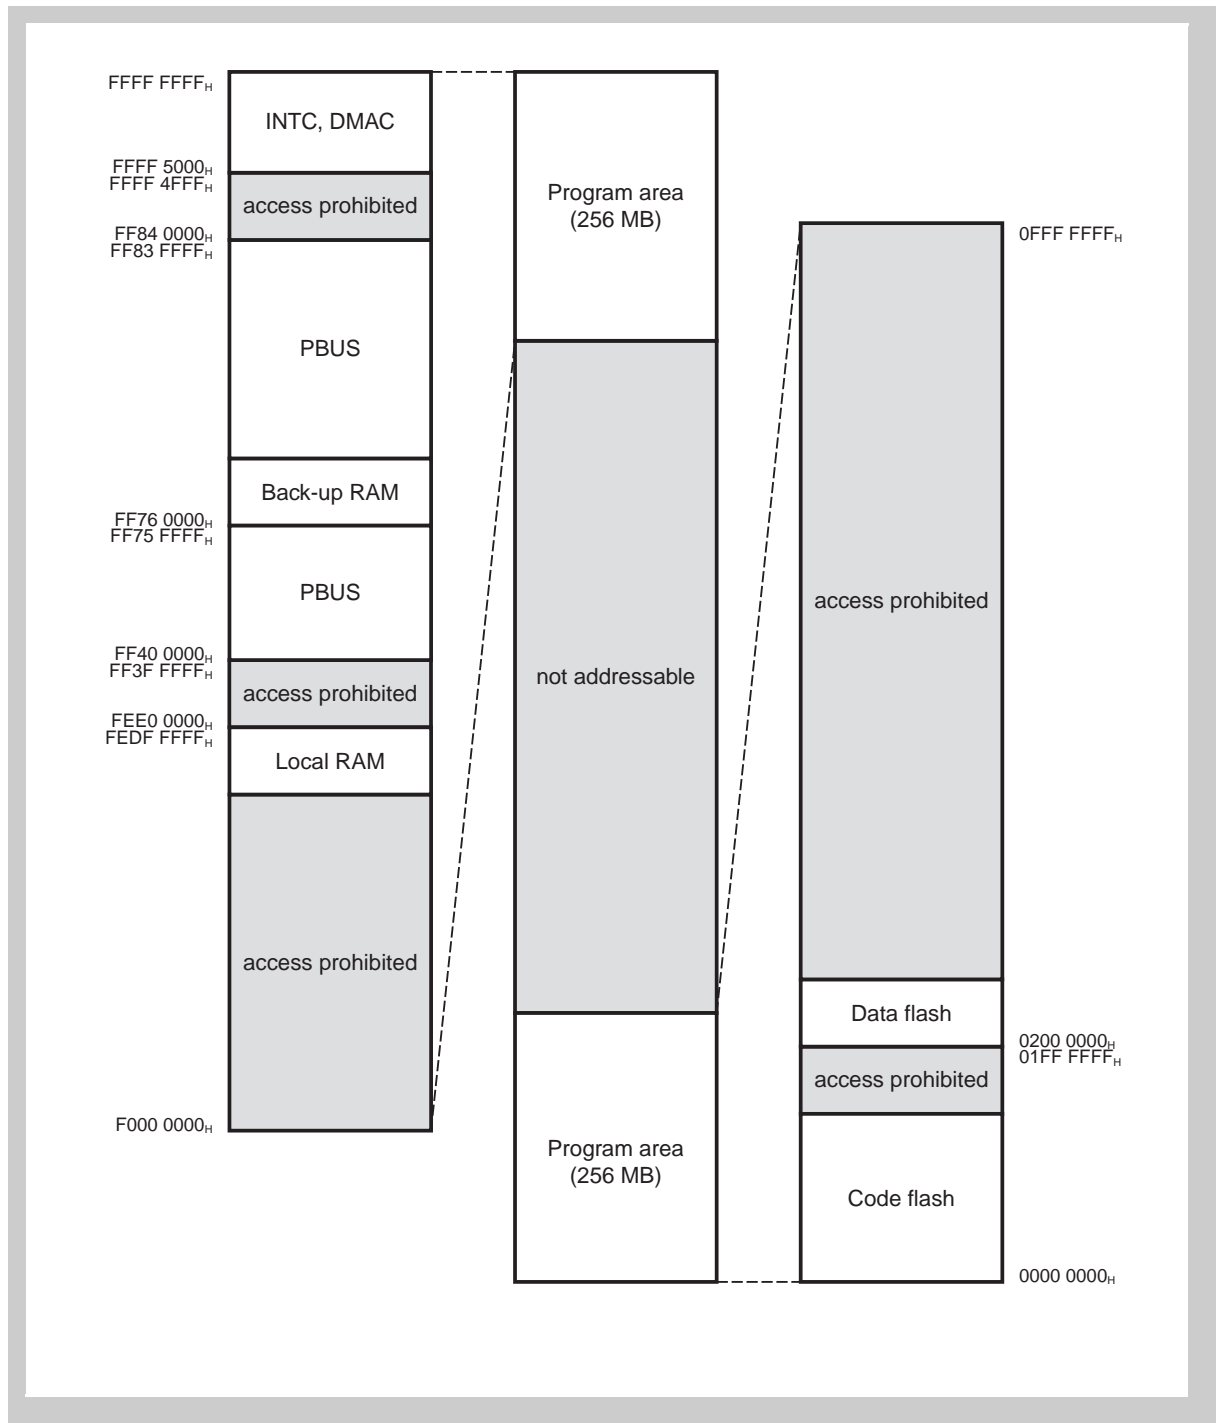 FFFF FFFFH
INTC, DMAC
FFFF 5000H
FFFF 4FFFH
access prohibited
FF84 0000H
FF83 FFFFH
PBUS
Back-up RAM
FF76 0000H
FF75 FFFFH
PBUS
FF40 0000H
FF3F FFFFH
access prohibited
FEE0 0000H
FEDF FFFFH
Local RAM
access prohibited
F000 0000H
Program area
(256 MB)
not addressable
Program area
(256 MB)
0FFF FFFFH
access prohibited
Data flash
0200 0000H
01FF FFFFH
access prohibited
Code flash
0000 0000H